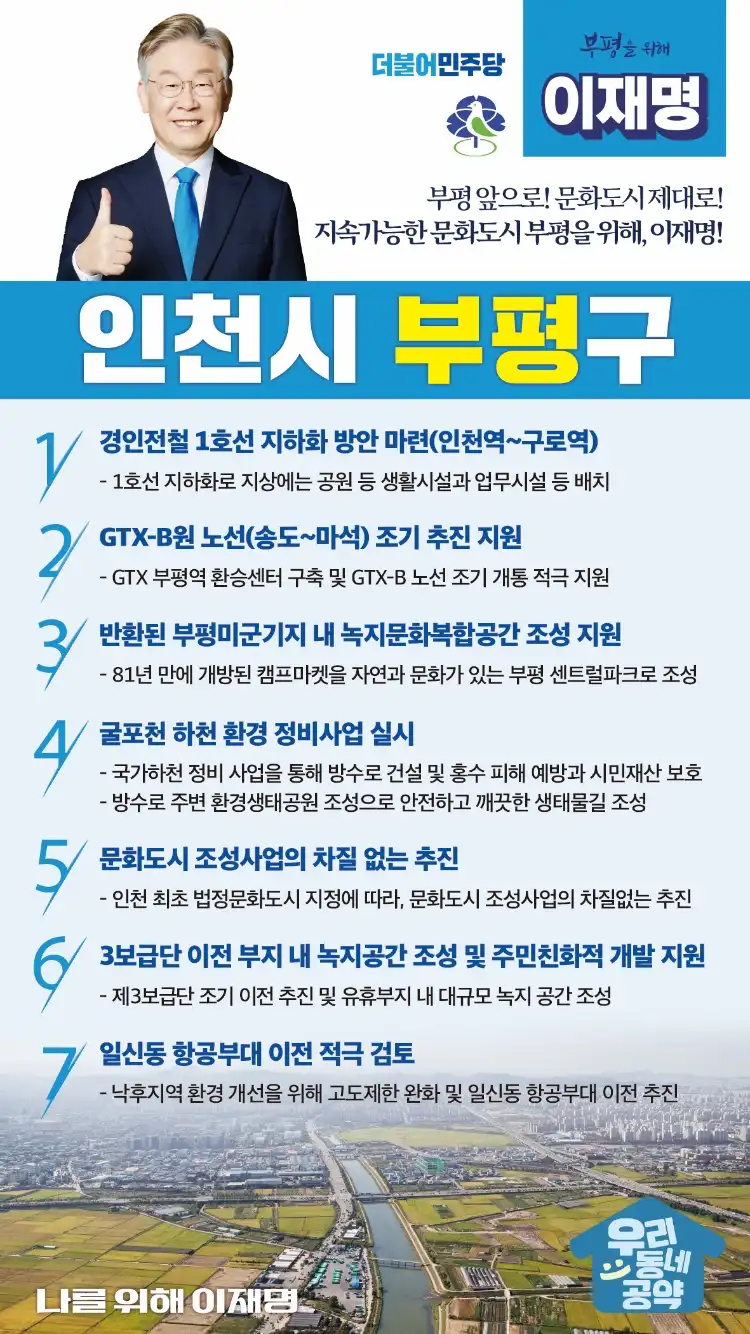 더불어민주당
부평을 위해
이재명
부평 앞으로! 문화도시 제대로!
지속가능한 문화도시 부평을 위해, 이재명!
인천시 부평구
1 경인전철 1호선 지하화 방안 마련(인천역~구로역)
- 1호선 지하화로 지상에는 공원 등 생활시설과 업무시설 등 배치
2 GTX-B원 노선(송도~마석) 조기 추진 지원
- GTX 부평역 환승센터 구축 및 GTX-B 노선 조기 개통 적극 지원
3 반환된 부평미군기지 내 녹지문화복합공간 조성 지원
- 81년 만에 개방된 캠프마켓을 자연과 문화가 있는 부평 센트럴파크로 조성
4 굴포천 하천 환경 정비사업 실시
- 국가하천 정비 사업을 통해 방수로 건설 및 홍수 피해 예방과 시민재산 보호
- 방수로 주변 환경생태공원 조성으로 안전하고 깨끗한 생태물길 조성
5 문화도시 조성사업의 차질 없는 추진
- 인천 최초 법정문화도시 지정에 따라, 문화도시 조성사업의 차질없는 추진
6 3보급단 이전 부지 내 녹지공간 조성 및 주민친화적 개발 지원
- 제3보급단 조기 이전 추진 및 유휴부지 내 대규모 녹지 공간 조성
7 일신동 항공부대 이전 적극 검토
- 낙후지역 환경 개선을 위해 고도제한 완화 및 일신동 항공부대 이전 추진
나를 위해 이재명
우리
동네
공약